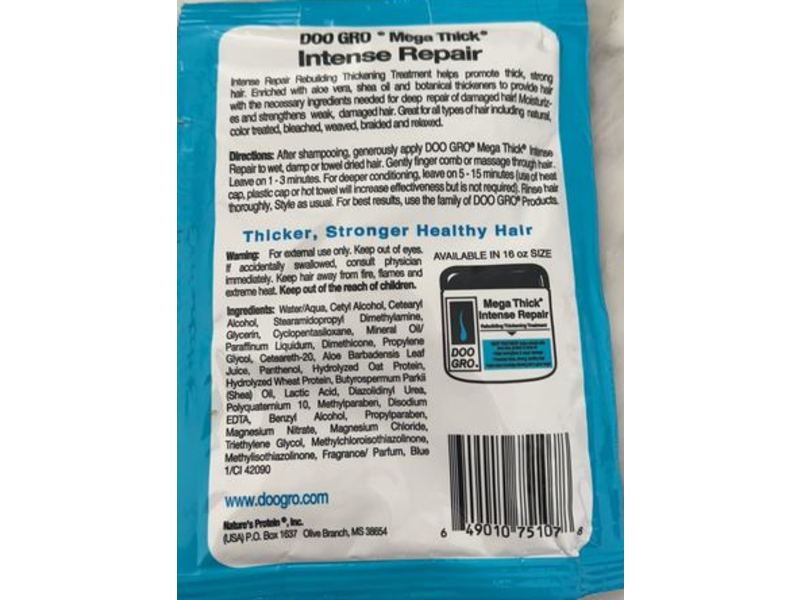 DOO GRO ® Mega Thick®
Intense Repair
Intense Repair Rebuilding Thickening Treatment helps promote thick, strong
hair. Enriched with aloe vera, shea oil and botanical thickeners to provide hair
with the necessary ingredients needed for deep repair of damaged hair! Moisturiz-
es and strengthens weak, damaged hair. Great for all types of hair including natural,
color treated, bleached, weaved, braided and relaxed.
Directions: After shampooing, generously apply DOO GRO® Mega Thick® Intense
Repair to wet, damp or towel dried hair. Gently finger comb or massage through hair.
Leave on 1 - 3 minutes. For deeper conditioning, leave on 5 - 15 minutes (use of heat
cap, plastic cap or hot towel will increase effectiveness but is not required). Rinse hair
thoroughly, Style as usual. For best results, use the family of DOO GRO® Products.
Thicker, Stronger Healthy Hair
Warning: For external use only. Keep out of eyes.
If accidentally swallowed, consult physician
immediately. Keep hair away from fire, flames and
extreme heat. Keep out of the reach of children.
Ingredients: Water/Aqua, Cetyl Alcohol, Cetearyl
Alcohol, Stearamidopropyl Dimethylamine,
Glycerin, Cyclopentasiloxane, Mineral Oil/
Paraffinum Liquidum, Dimethicone, Propylene
Glycol, Ceteareth-20, Aloe Barbadensis Leaf
Juice, Panthenol, Hydrolyzed Oat Protein,
Hydrolyzed Wheat Protein, Butyrospermum Parkii
(Shea) Oil, Lactic Acid, Diazolidinyl Urea,
Polyquaternium 10, Methylparaben, Disodium
EDTA, Benzyl Alcohol, Propylparaben,
Magnesium Nitrate, Magnesium Chloride,
Triethylene Glycol, Methylchloroisothiazolinone,
Methylisothiazolinone, Fragrance/ Parfum, Blue
1/CI 42090
AVAILABLE IN 16 oz SIZE
Mega Thick®
Intense Repair
Rebuilding Thickening Treatment
DOO
GRO®
www.doogro.com
Nature's Protein ®, Inc.
(USA) P.O. Box 1637 Olive Branch, MS 38654
6 49010 75107 8